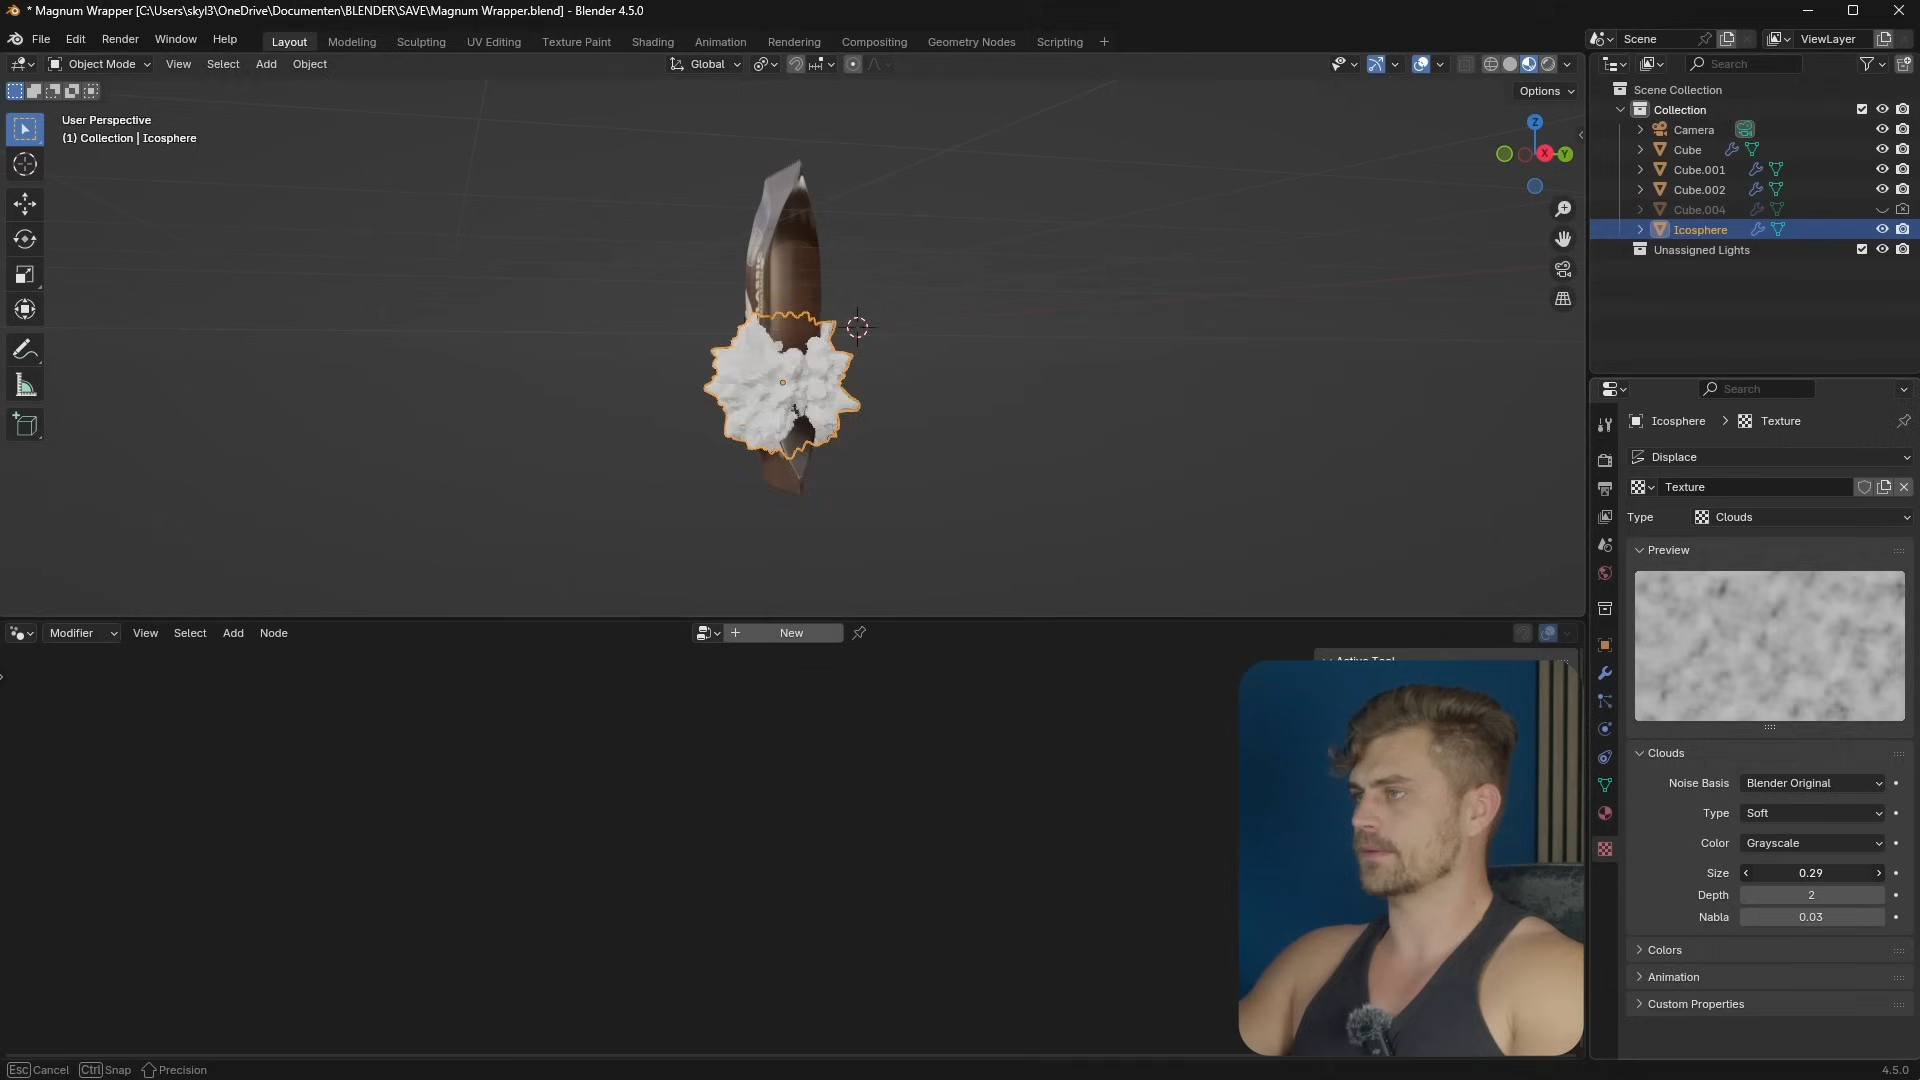 * Magnum Wrapper [C:\Users\skyl3\OneDrive\Documenten\BLENDER\SAVE\Magnum Wrapper.blend] - Blender 4.5.0
File Edit Render Window Help
Layout Modeling Sculpting UV Editing Texture Paint Shading Animation Rendering Compositing Geometry Nodes Scripting +
Scene
ViewLayer
Object Mode View Select Add Object
Global
Search
Options
User Perspective
(1) Collection | Icosphere
Z
X
Y
Scene Collection
Collection
Camera
Cube
Cube.001
Cube.002
Cube.004
Icosphere
Unassigned Lights
Search
Icosphere > Texture
Displace
Texture
Type Clouds
Preview
Clouds
Noise Basis Blender Original
Type Soft
Color Grayscale
Size 0.29
Depth 2
Nabla 0.03
Colors
Animation
Custom Properties
Modifier View Select Add Node
New
Active Tool
Esc Cancel Ctrl Snap Precision
4.5.0